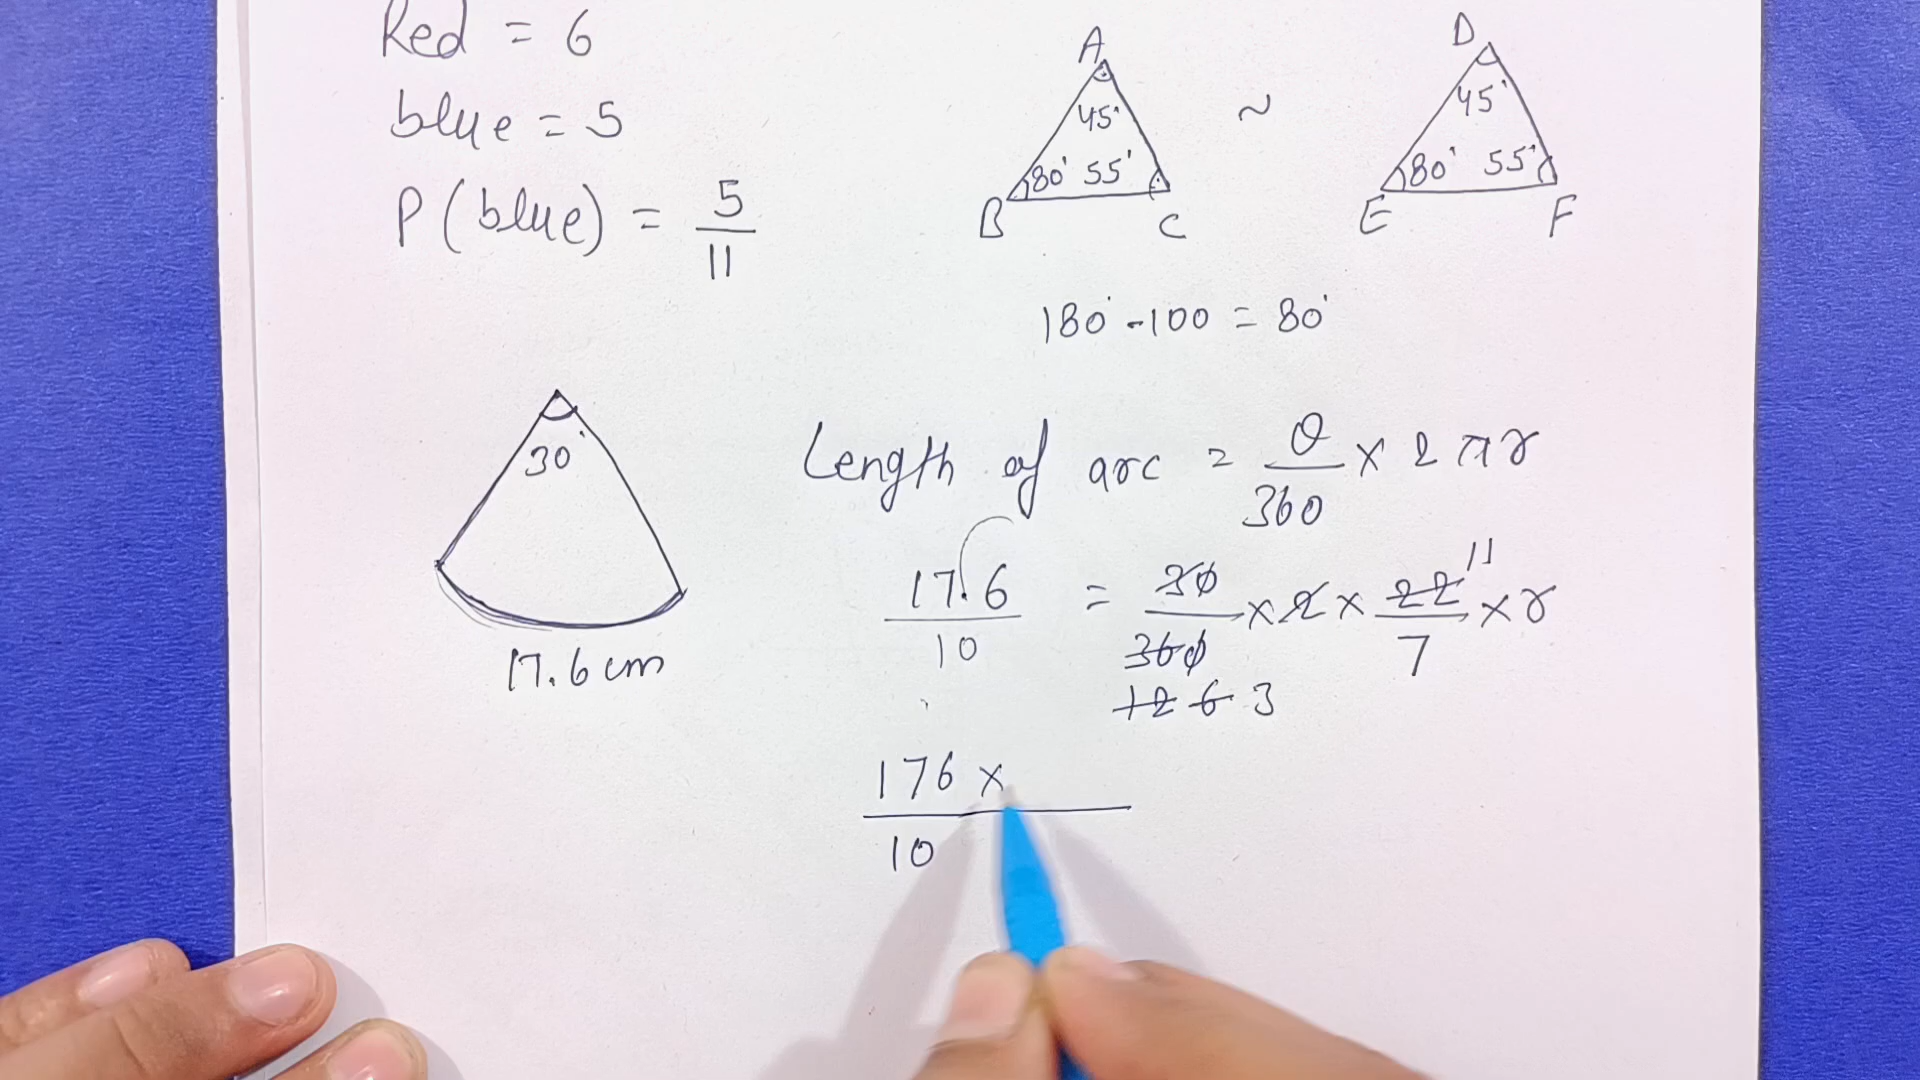 Red = 6
blue = 5
P (blue) = 5/11
A
45°
80° 55°
B C
~
D
45°
80° 55°
E F
180° - 100 = 80°
30°
17.6 cm
Length of arc = θ/360 × 2πr
17.6/10 = 30/360 × 2 × 22/7 × r
11
12 6 3
176 ×
10